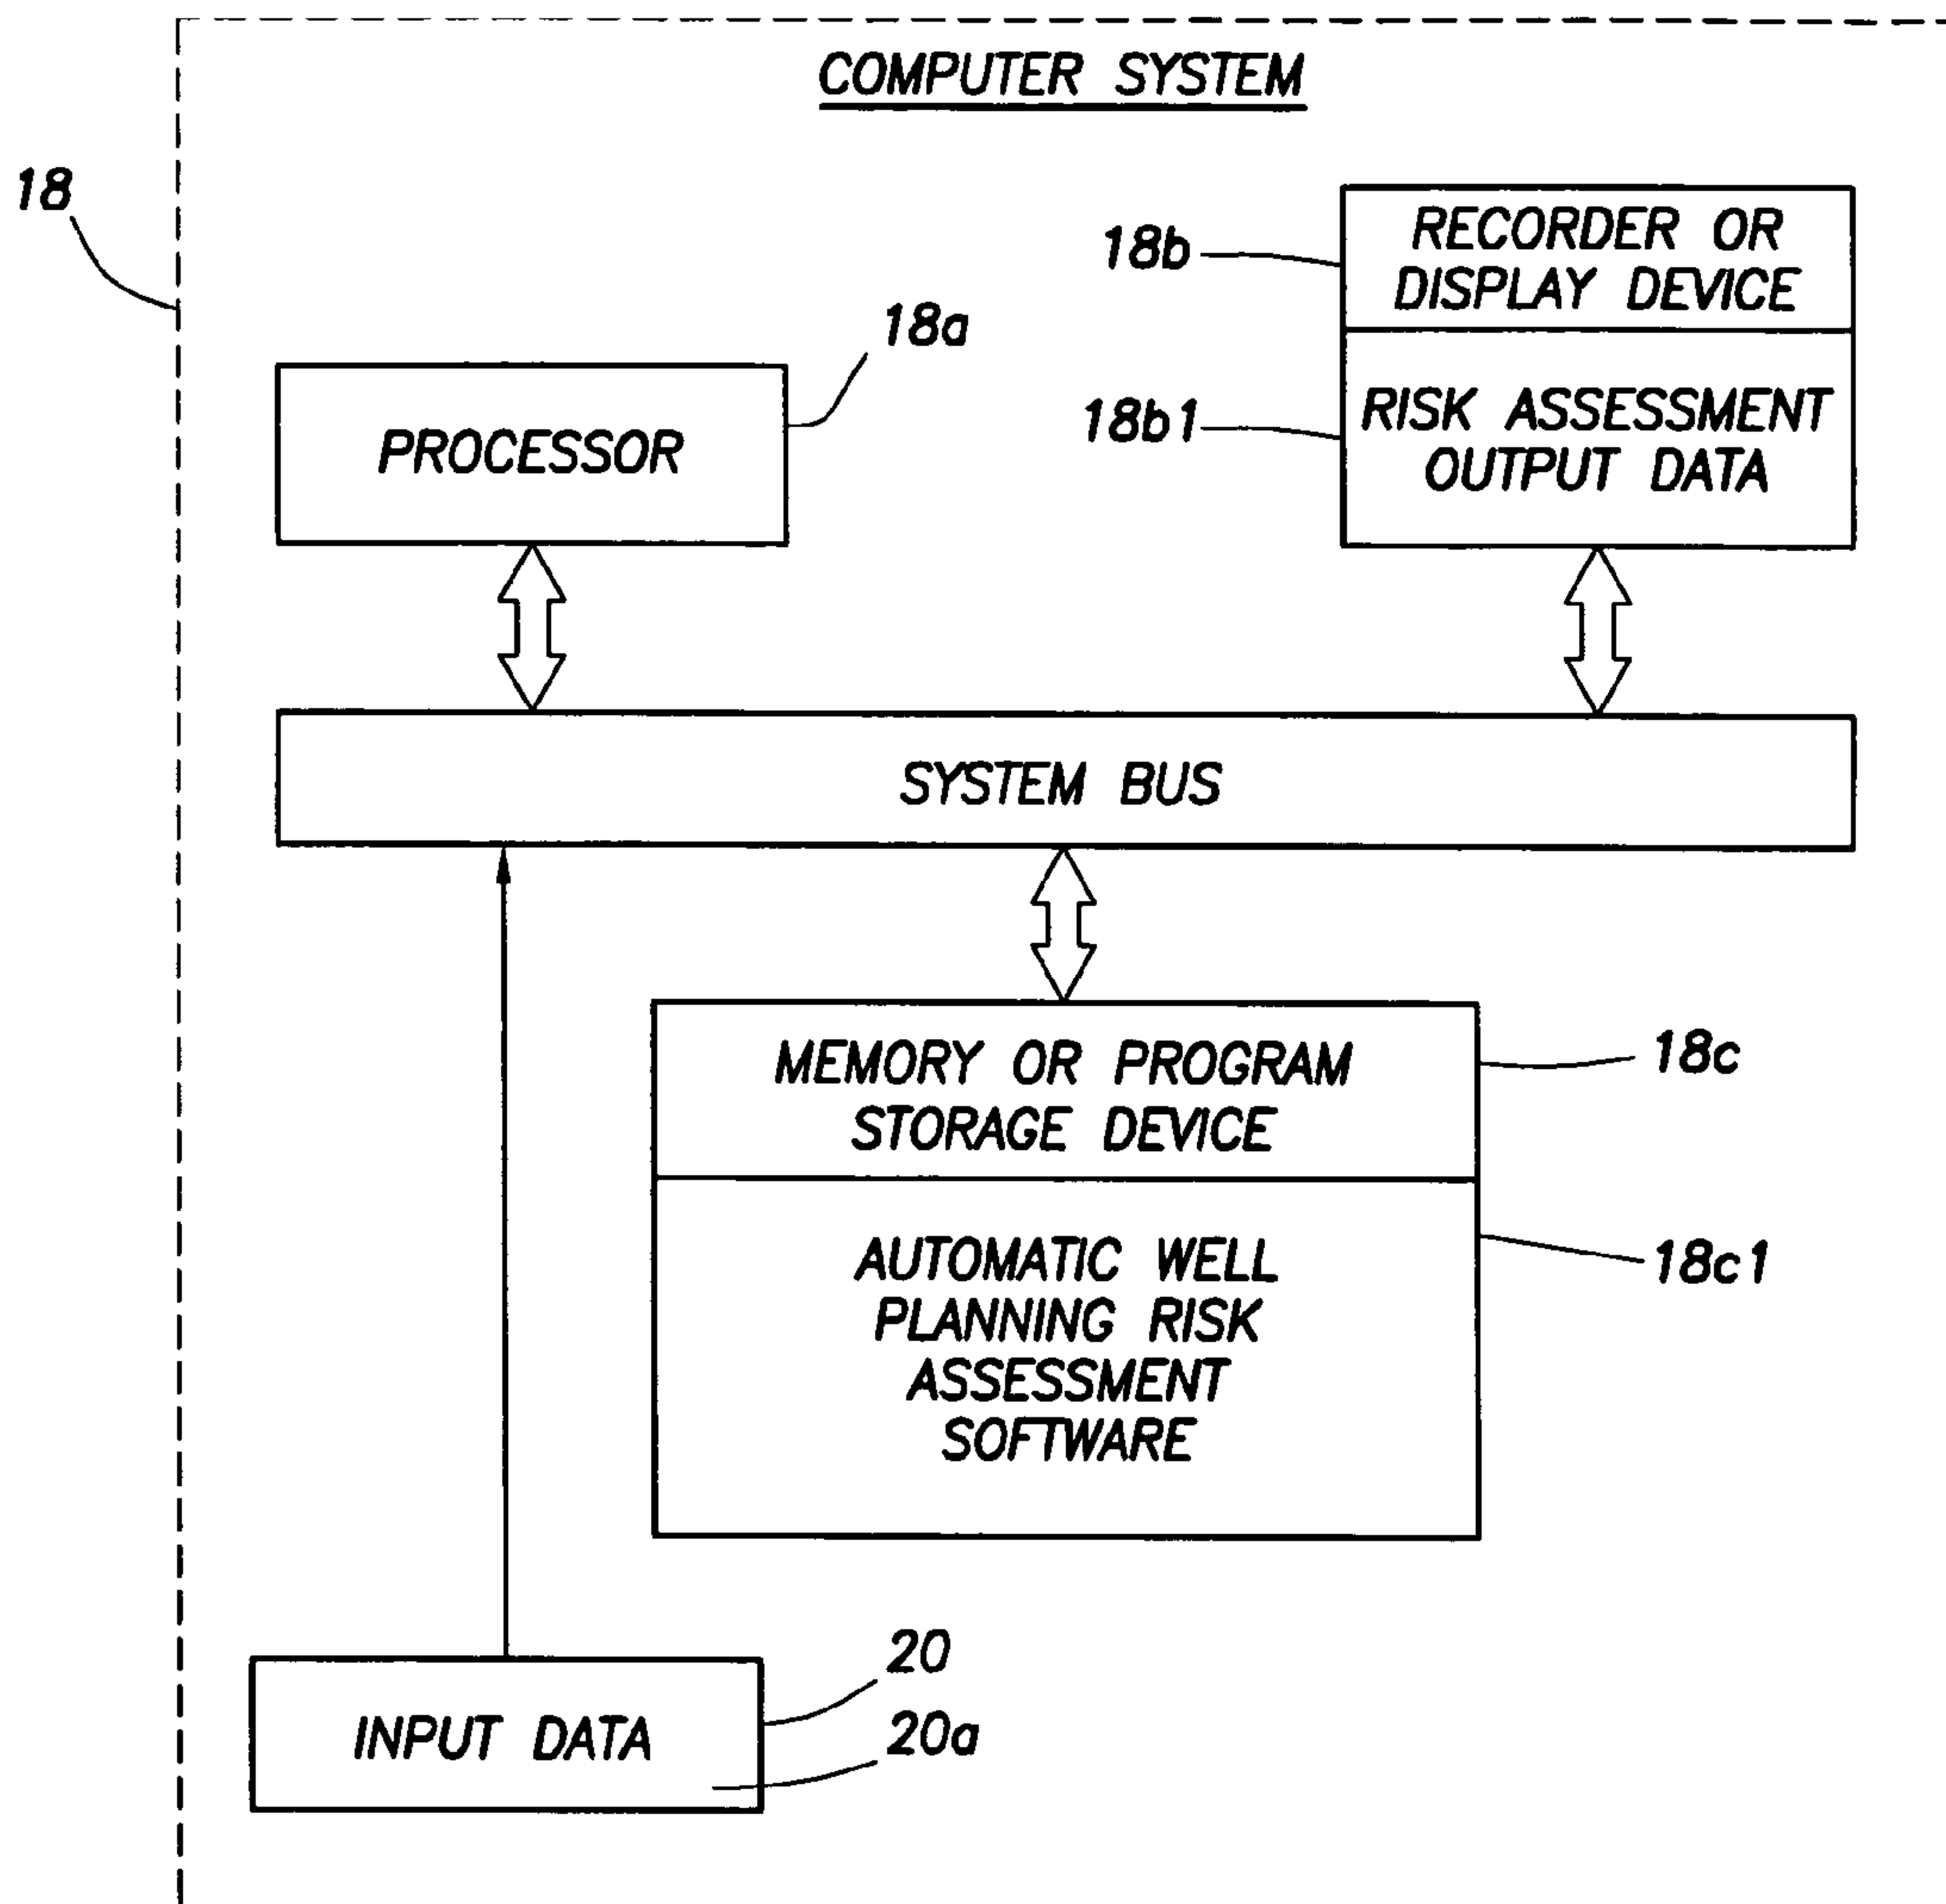 COMPUTER SYSTEM
18
18b
RECORDER OR
DISPLAY DEVICE
18a
18b1
RISK ASSESSMENT
OUTPUT DATA
PROCESSOR
SYSTEM BUS
MEMORY OR PROGRAM
STORAGE DEVICE
18c
AUTOMATIC WELL
PLANNING RISK
ASSESSMENT
SOFTWARE
18c1
20
INPUT DATA
20a